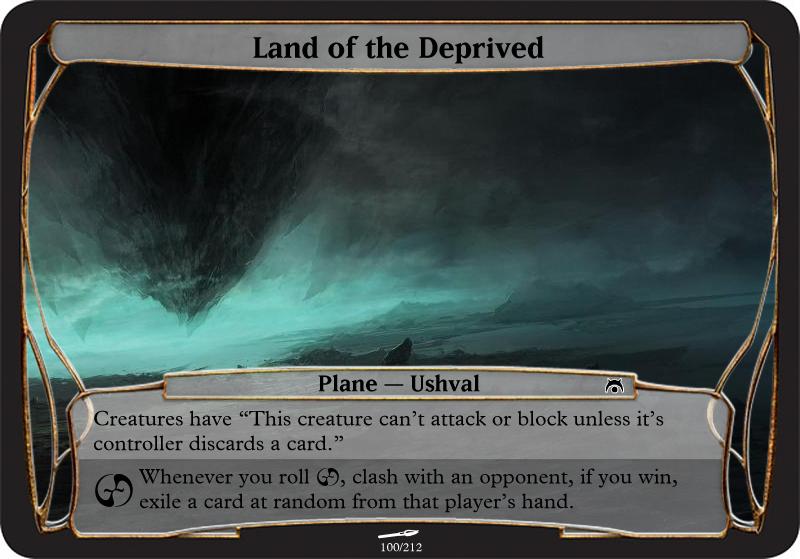 Land of the Deprived
Plane — Ushval
Creatures have “This creature can’t attack or block unless it’s
controller discards a card.”
Whenever you roll , clash with an opponent, if you win,
exile a card at random from that player’s hand.
100/212